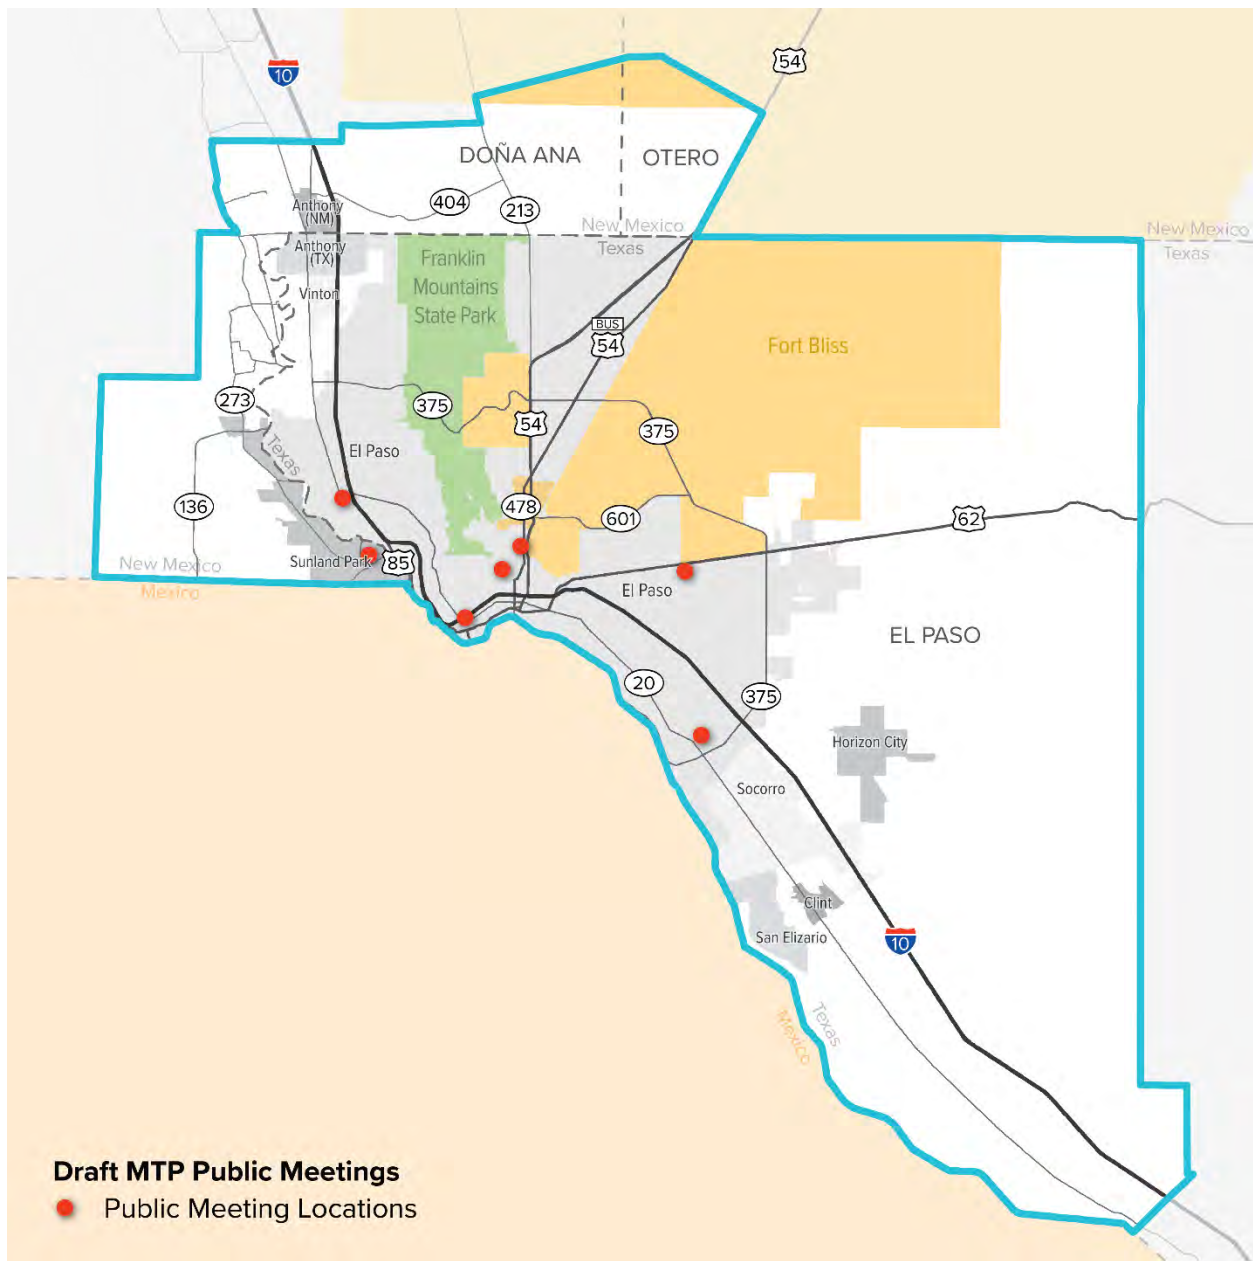 54
10
DOÑA ANA
OTERO
404
213
Anthony
(NM)
New Mexico
Texas
New Mexico
Texas
Anthony
(TX)
Franklin
Mountains
State Park
Vinton
BUS
54
Fort Bliss
273
375
54
375
Texas
El Paso
136
478
601
62
New Mexico
Mexico
Sunland Park
85
El Paso
EL PASO
20
375
Horizon City
Socorro
Clint
San Elizario
10
Texas
Mexico
Draft MTP Public Meetings
Public Meeting Locations